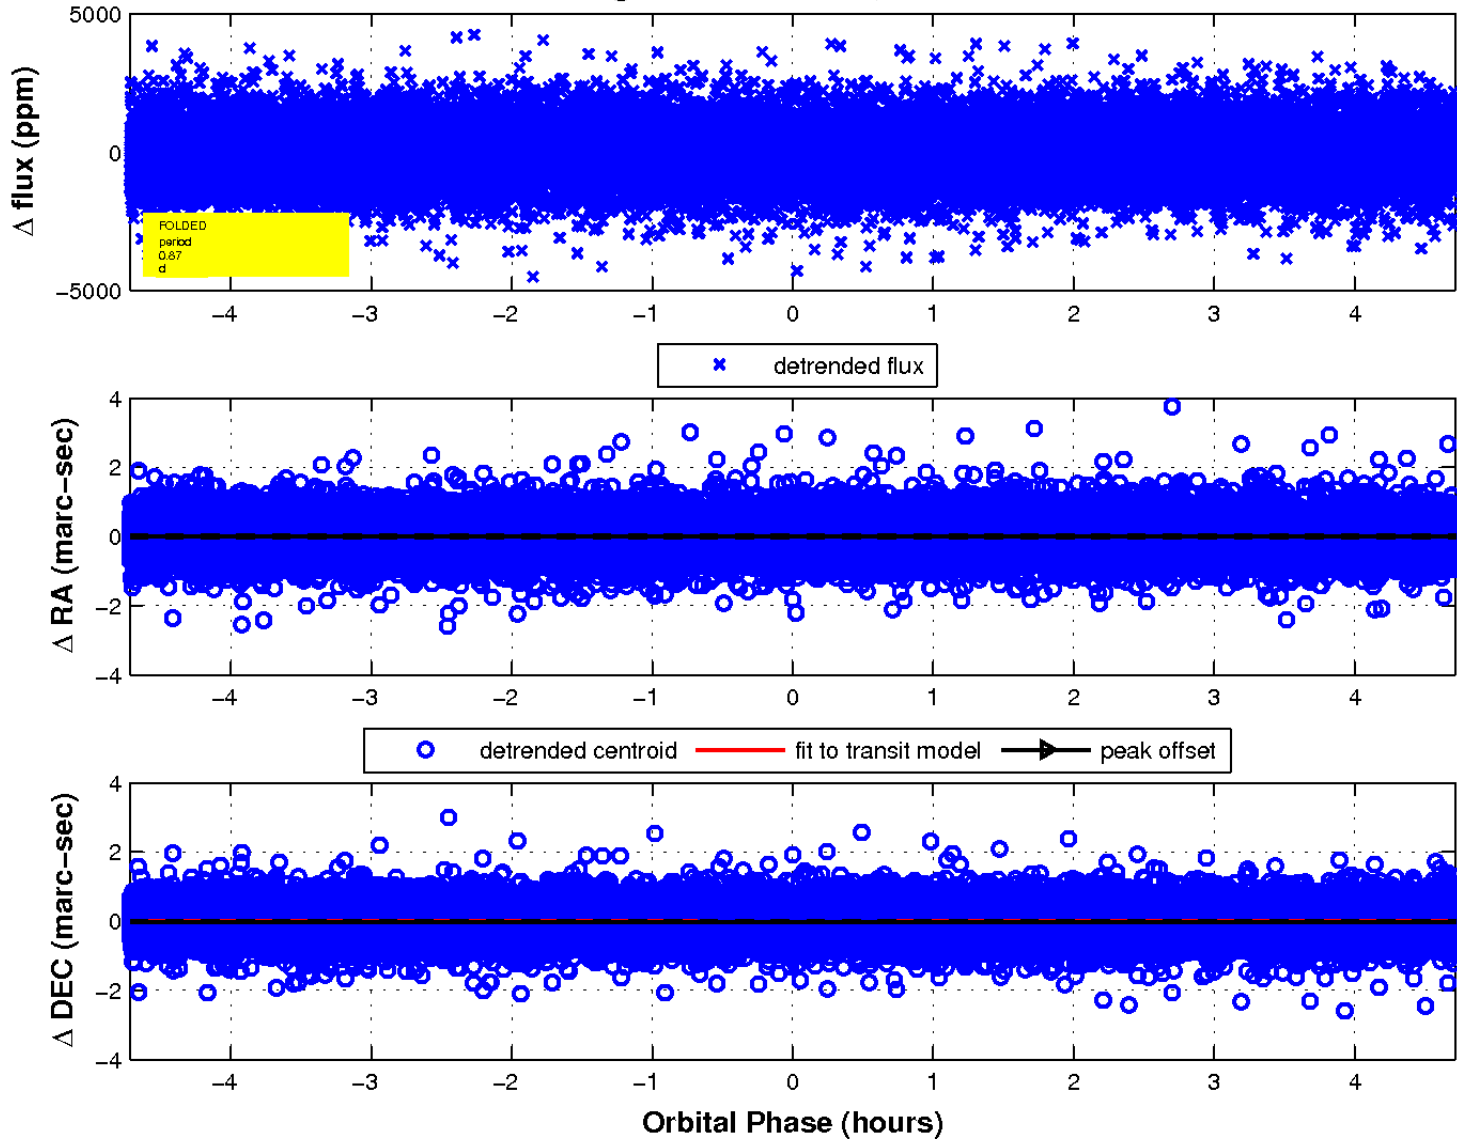 5000
0
−5000
Δ flux (ppm)
FOLDED
period
0.87
d
−4 −3 −2 −1 0 1 2 3 4
detrended flux
4
2
0
−2
−4
Δ RA (marc−sec)
−4 −3 −2 −1 0 1 2 3 4
detrended centroid fit to transit model peak offset
4
2
0
−2
−4
Δ DEC (marc−sec)
−4 −3 −2 −1 0 1 2 3 4
Orbital Phase (hours)